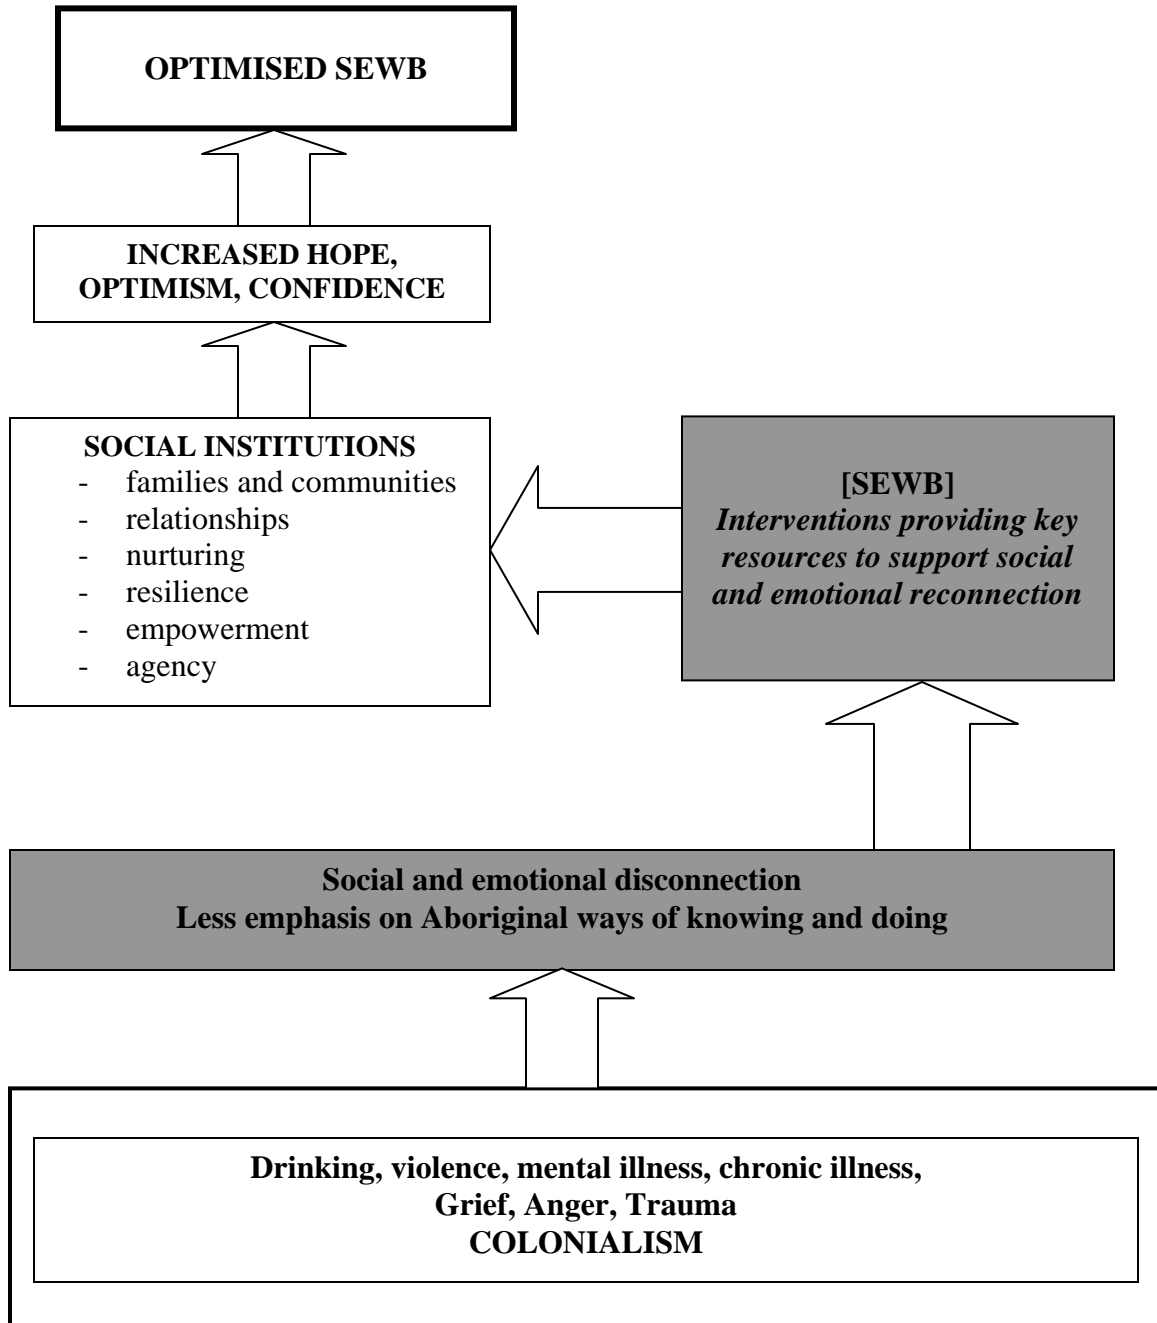 OPTIMISED SEWB
INCREASED HOPE,
OPTIMISM, CONFIDENCE
SOCIAL INSTITUTIONS
- families and communities
- relationships
- nurturing
- resilience
- empowerment
- agency
[SEWB]
Interventions providing key
resources to support social
and emotional reconnection
Social and emotional disconnection
Less emphasis on Aboriginal ways of knowing and doing
Drinking, violence, mental illness, chronic illness,
Grief, Anger, Trauma
COLONIALISM